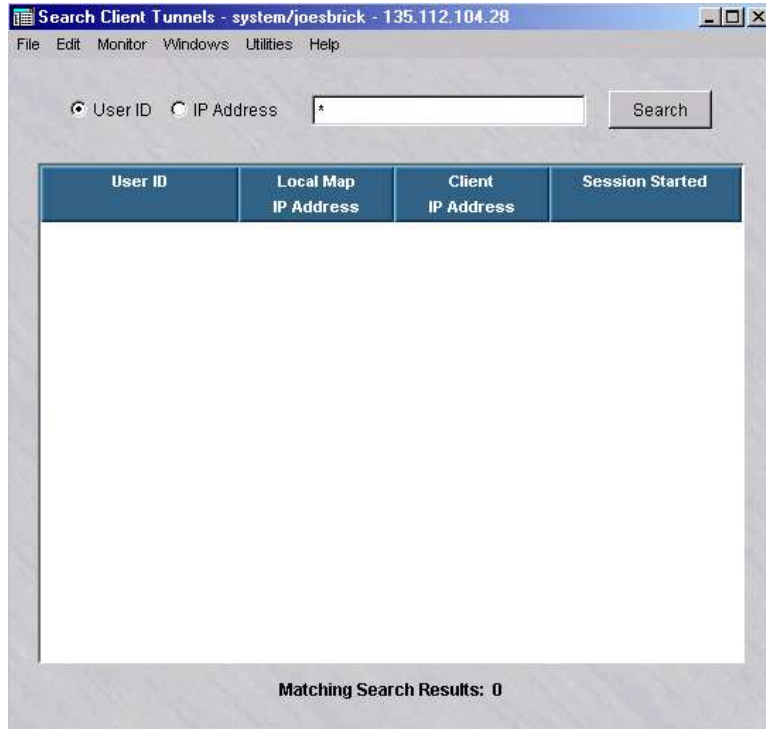 Search Client Tunnels - system/joesbrick - 135.112.104.28
File Edit Monitor Windows Utilities Help
User ID IP Address * Search
User ID Local Map IP Address Client IP Address Session Started
Matching Search Results: 0